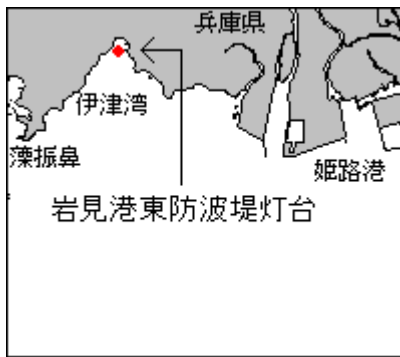 兵庫県
伊津湾
藻振鼻
姫路港
岩見港東防波堤灯台